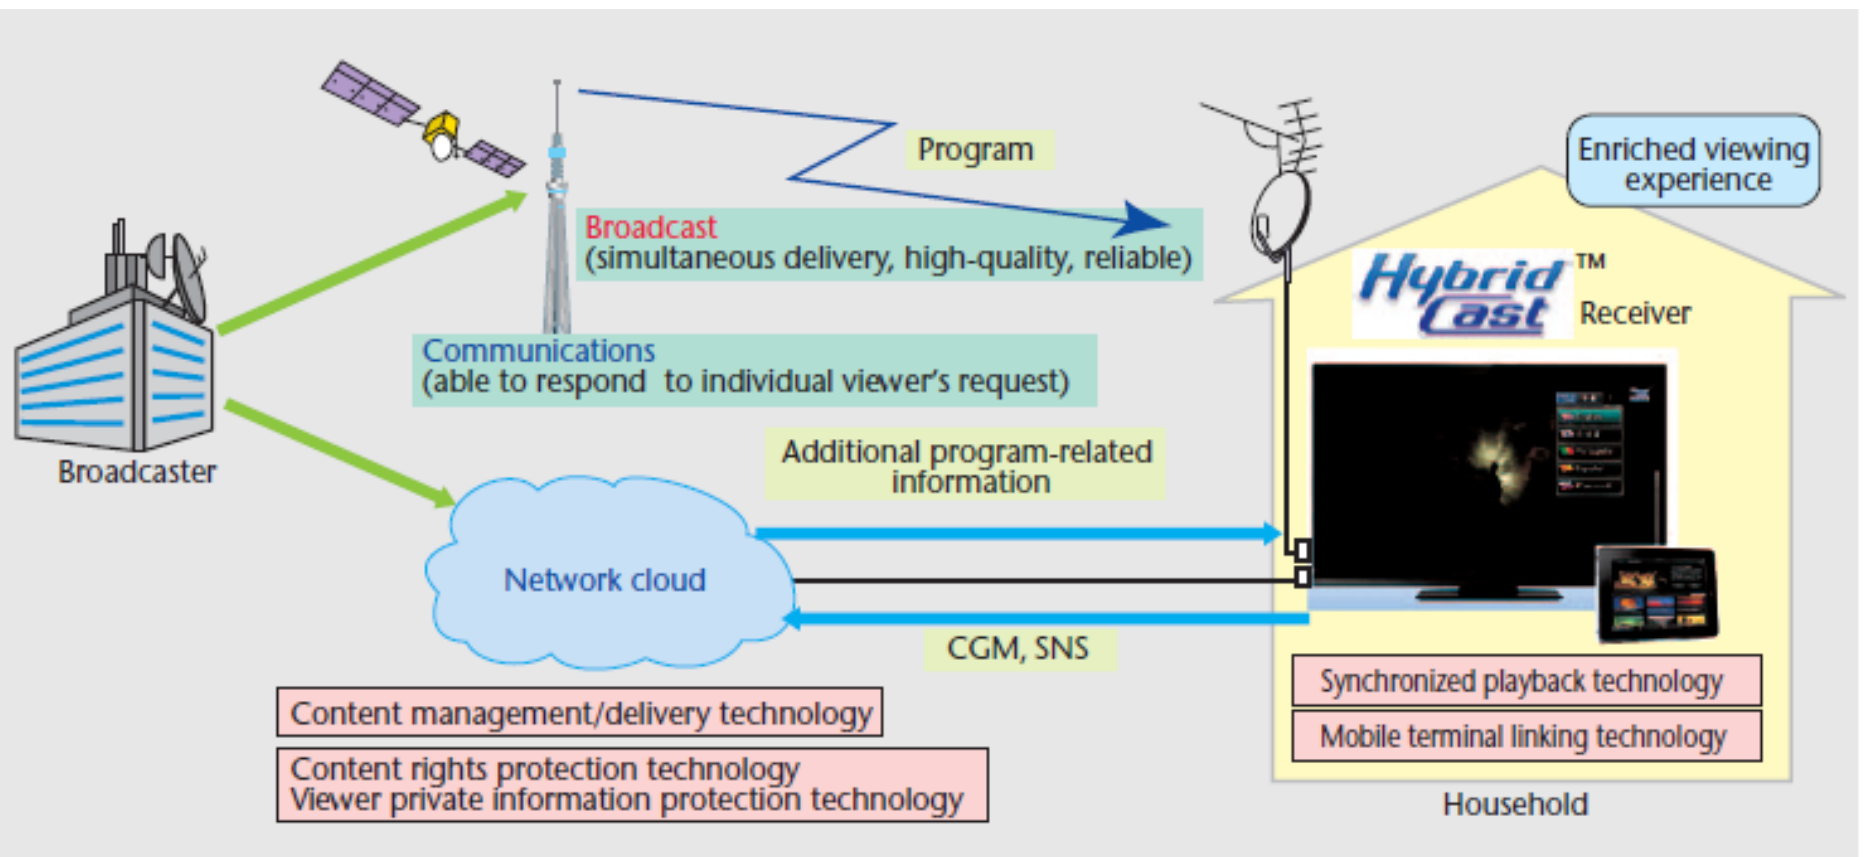 Program
Enriched viewing
experience
Broadcast
(simultaneous delivery, high-quality, reliable)
Hybrid
Cast
TM
Receiver
Communications
(able to respond to individual viewer's request)
Broadcaster
Additional program-related
information
Network cloud
CGM, SNS
Content management/delivery technology
Content rights protection technology
Viewer private information protection technology
Synchronized playback technology
Mobile terminal linking technology
Household